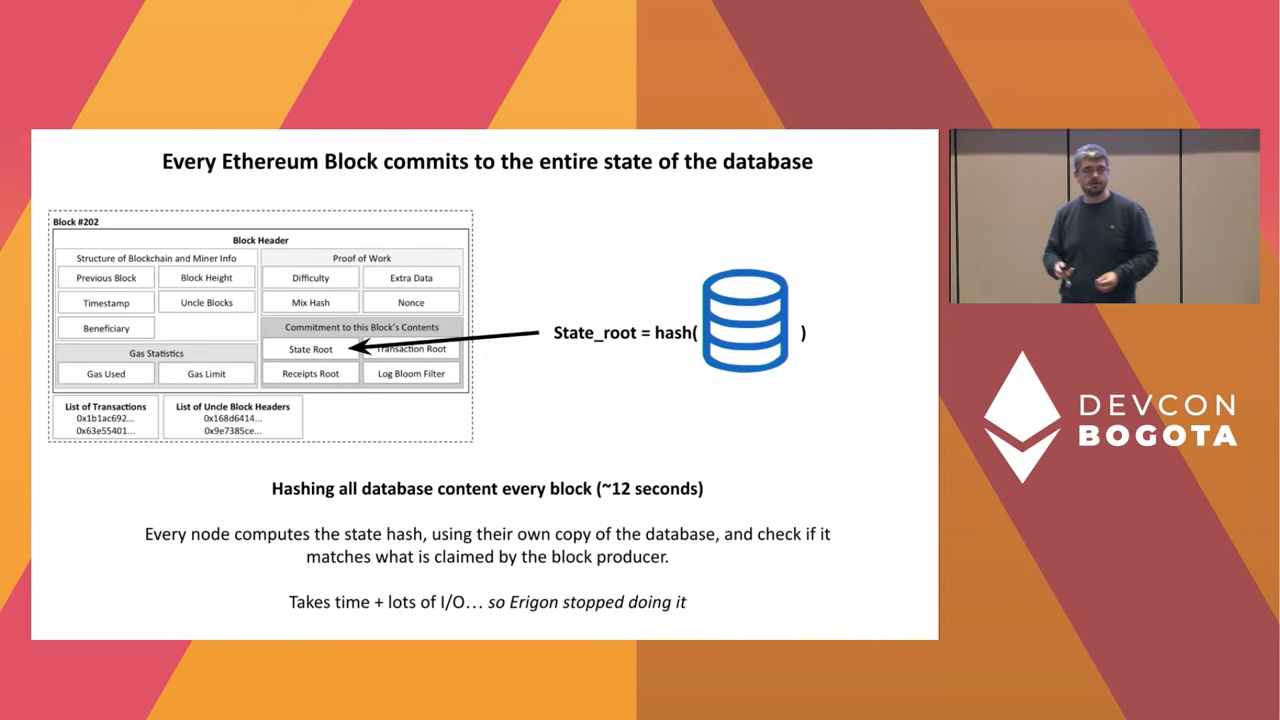 Every Ethereum Block commits to the entire state of the database
Block #202
Block Header
Structure of Blockchain and Miner Info
Proof of Work
Previous Block
Block Height
Difficulty
Extra Data
Timestamp
Uncle Blocks
Mix Hash
Nonce
Beneficiary
Commitment to this Block's Contents
State Root
Transaction Root
Gas Statistics
Gas Used
Gas Limit
Receipts Root
Log Bloom Filter
List of Transactions
0x1b1ac692...
0x63e55401...
List of Uncle Block Headers
0x168d6414...
0x9e7385ce...
State_root = hash( )
Hashing all database content every block (~12 seconds)
Every node computes the state hash, using their own copy of the database, and check if it
matches what is claimed by the block producer.
Takes time + lots of I/O… so Erigon stopped doing it
DEVCON
BOGOTA